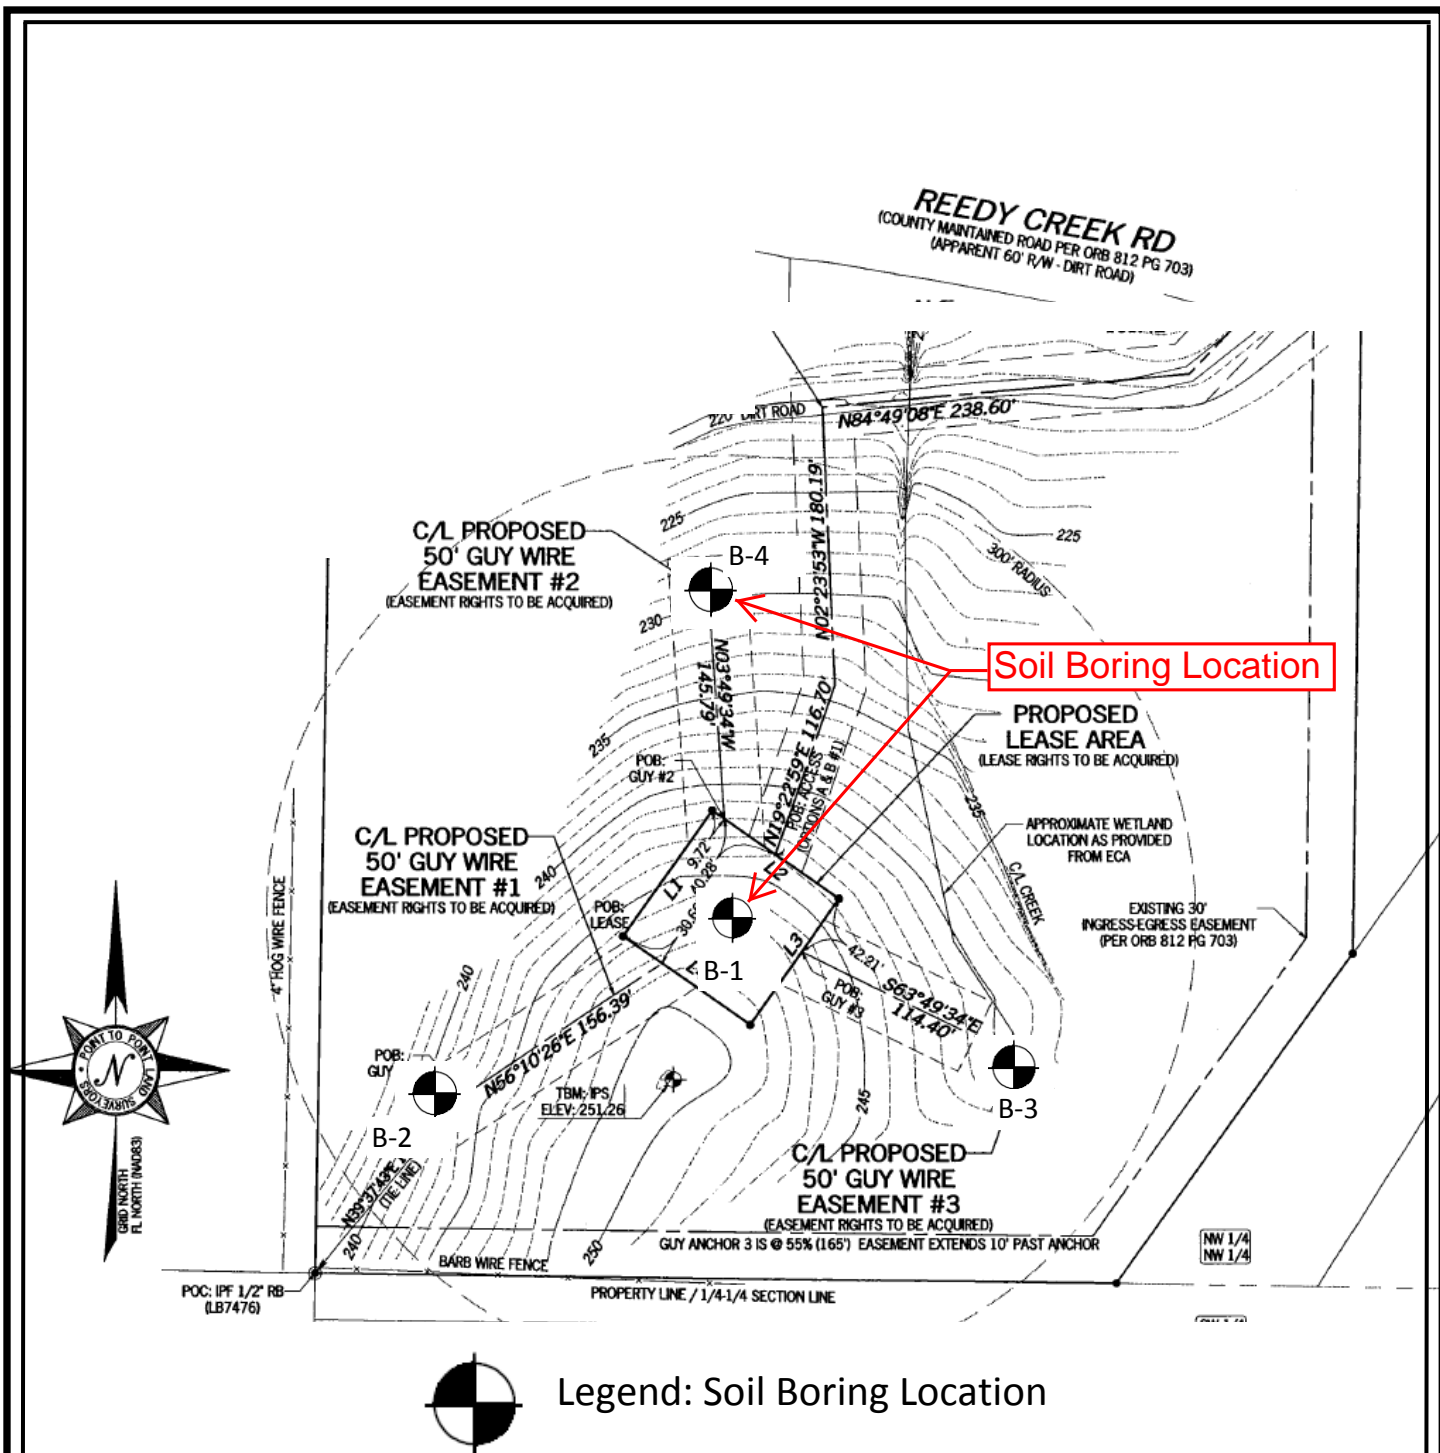 REEDY CREEK RD
(COUNTY MAINTAINED ROAD PER ORB 812 PG 703)
(APPARENT 60' R/W - DIRT ROAD)
220
DIRT ROAD
N84°49'08"E 238.60'
N02°23'53"W 180.19'
225
225
300' RADIUS
C/L PROPOSED
50' GUY WIRE
EASEMENT #2
(EASEMENT RIGHTS TO BE ACQUIRED)
B-4
230
N03°49'34"W
145.79'
Soil Boring Location
235
POB:
GUY #2
N19°22'59"E 116.70'
POB: ACCESS
(OPTIONS A & B #1)
PROPOSED
LEASE AREA
(LEASE RIGHTS TO BE ACQUIRED)
235
APPROXIMATE WETLAND
LOCATION AS PROVIDED
FROM ECA
C/L CREEK
C/L PROPOSED
50' GUY WIRE
EASEMENT #1
(EASEMENT RIGHTS TO BE ACQUIRED)
240
L1
9.72'
L2
POB:
LEASE
L3
B-1
EXISTING 30'
INGRESS-EGRESS EASEMENT
(PER ORB 812 PG 703)
4' HOG WIRE FENCE
240
42.21'
S63°49'34"E
114.40'
POB:
GUY #3
N56°10'26"E 156.39'
POB:
GUY
B-2
TBM: IPS
ELEV: 251.26
245
B-3
POINT TO POINT LAND SURVEYORS
N
GRID NORTH
FL NORTH (NAD83)
N39°37'43"E
(TIE LINE)
240
250
C/L PROPOSED
50' GUY WIRE
EASEMENT #3
(EASEMENT RIGHTS TO BE ACQUIRED)
GUY ANCHOR 3 IS @ 55% (165') EASEMENT EXTENDS 10' PAST ANCHOR
NW 1/4
NW 1/4
BARB WIRE FENCE
POC: IPF 1/2" RB
(LB7476)
PROPERTY LINE / 1/4-1/4 SECTION LINE
Legend: Soil Boring Location